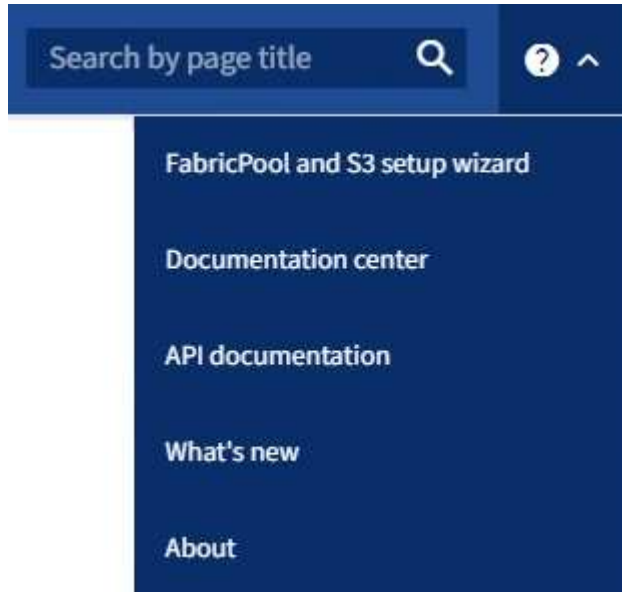 Search by page title
FabricPool and S3 setup wizard
Documentation center
API documentation
What's new
About